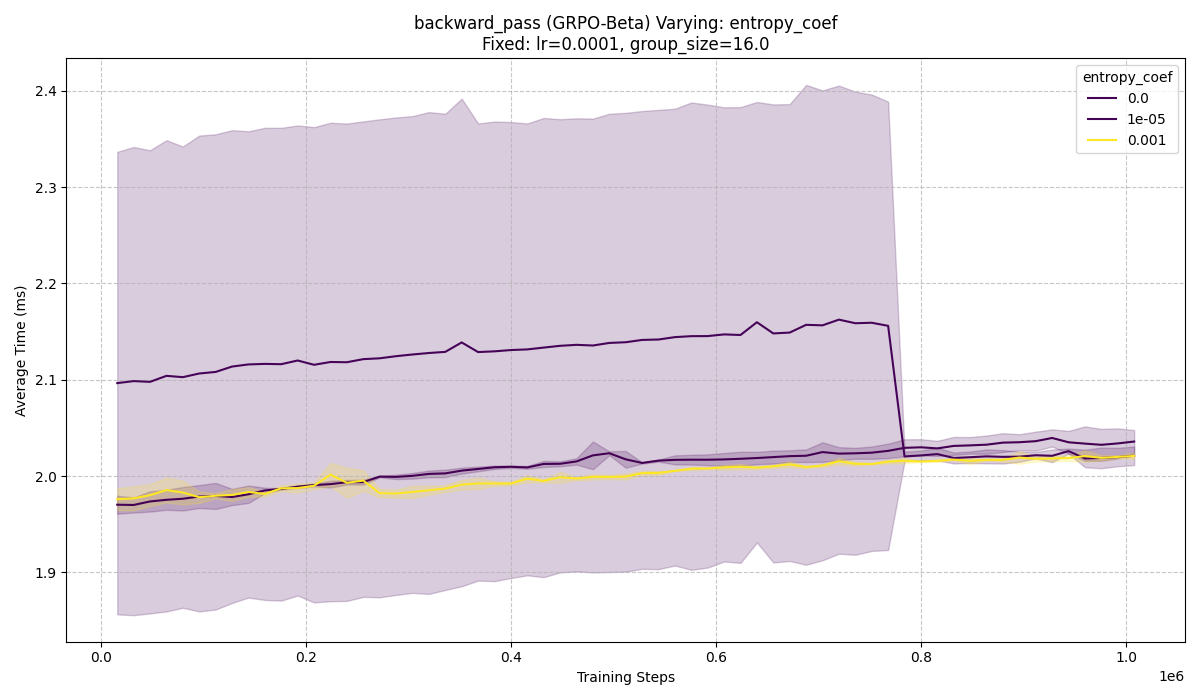 backward_pass (GRPO-Beta) Varying: entropy_coef
Fixed: lr=0.0001, group_size=16.0
entropy_coef
0.0
1e-05
0.001
Average Time (ms)
2.4
2.3
2.2
2.1
2.0
1.9
0.0 0.2 0.4 0.6 0.8 1.0
1e6
Training Steps